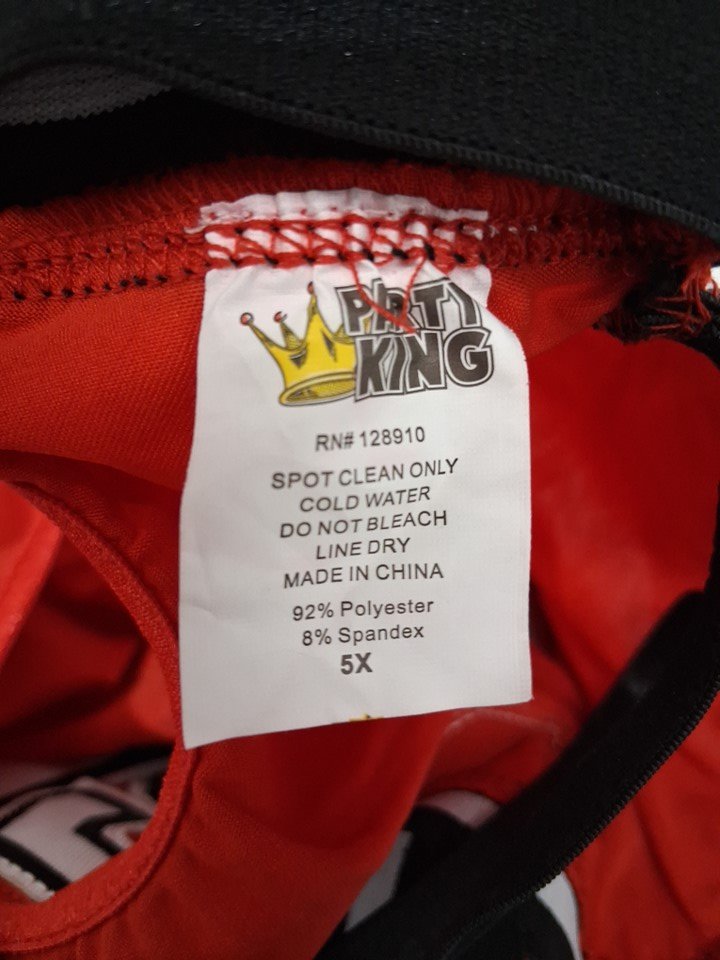 PARTY
KING
RN# 128910
SPOT CLEAN ONLY
COLD WATER
DO NOT BLEACH
LINE DRY
MADE IN CHINA
92% Polyester
8% Spandex
5X